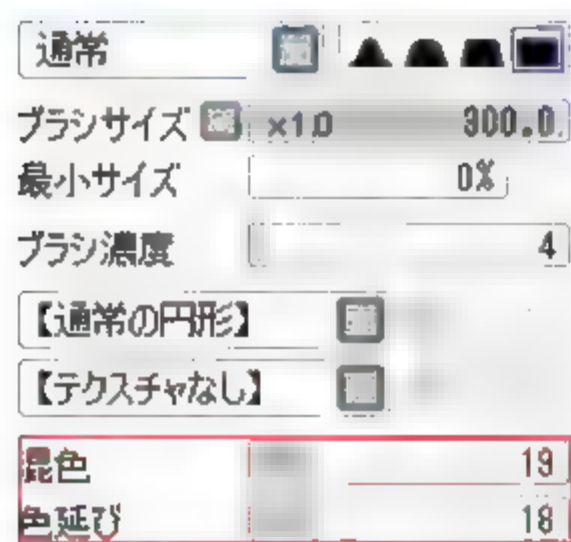 通常
ブラシサイズ ×1.0 300.0
最小サイズ 0%
ブラシ濃度 4
【通常の円形】
【テクスチャなし】
混色 19
色延び 18